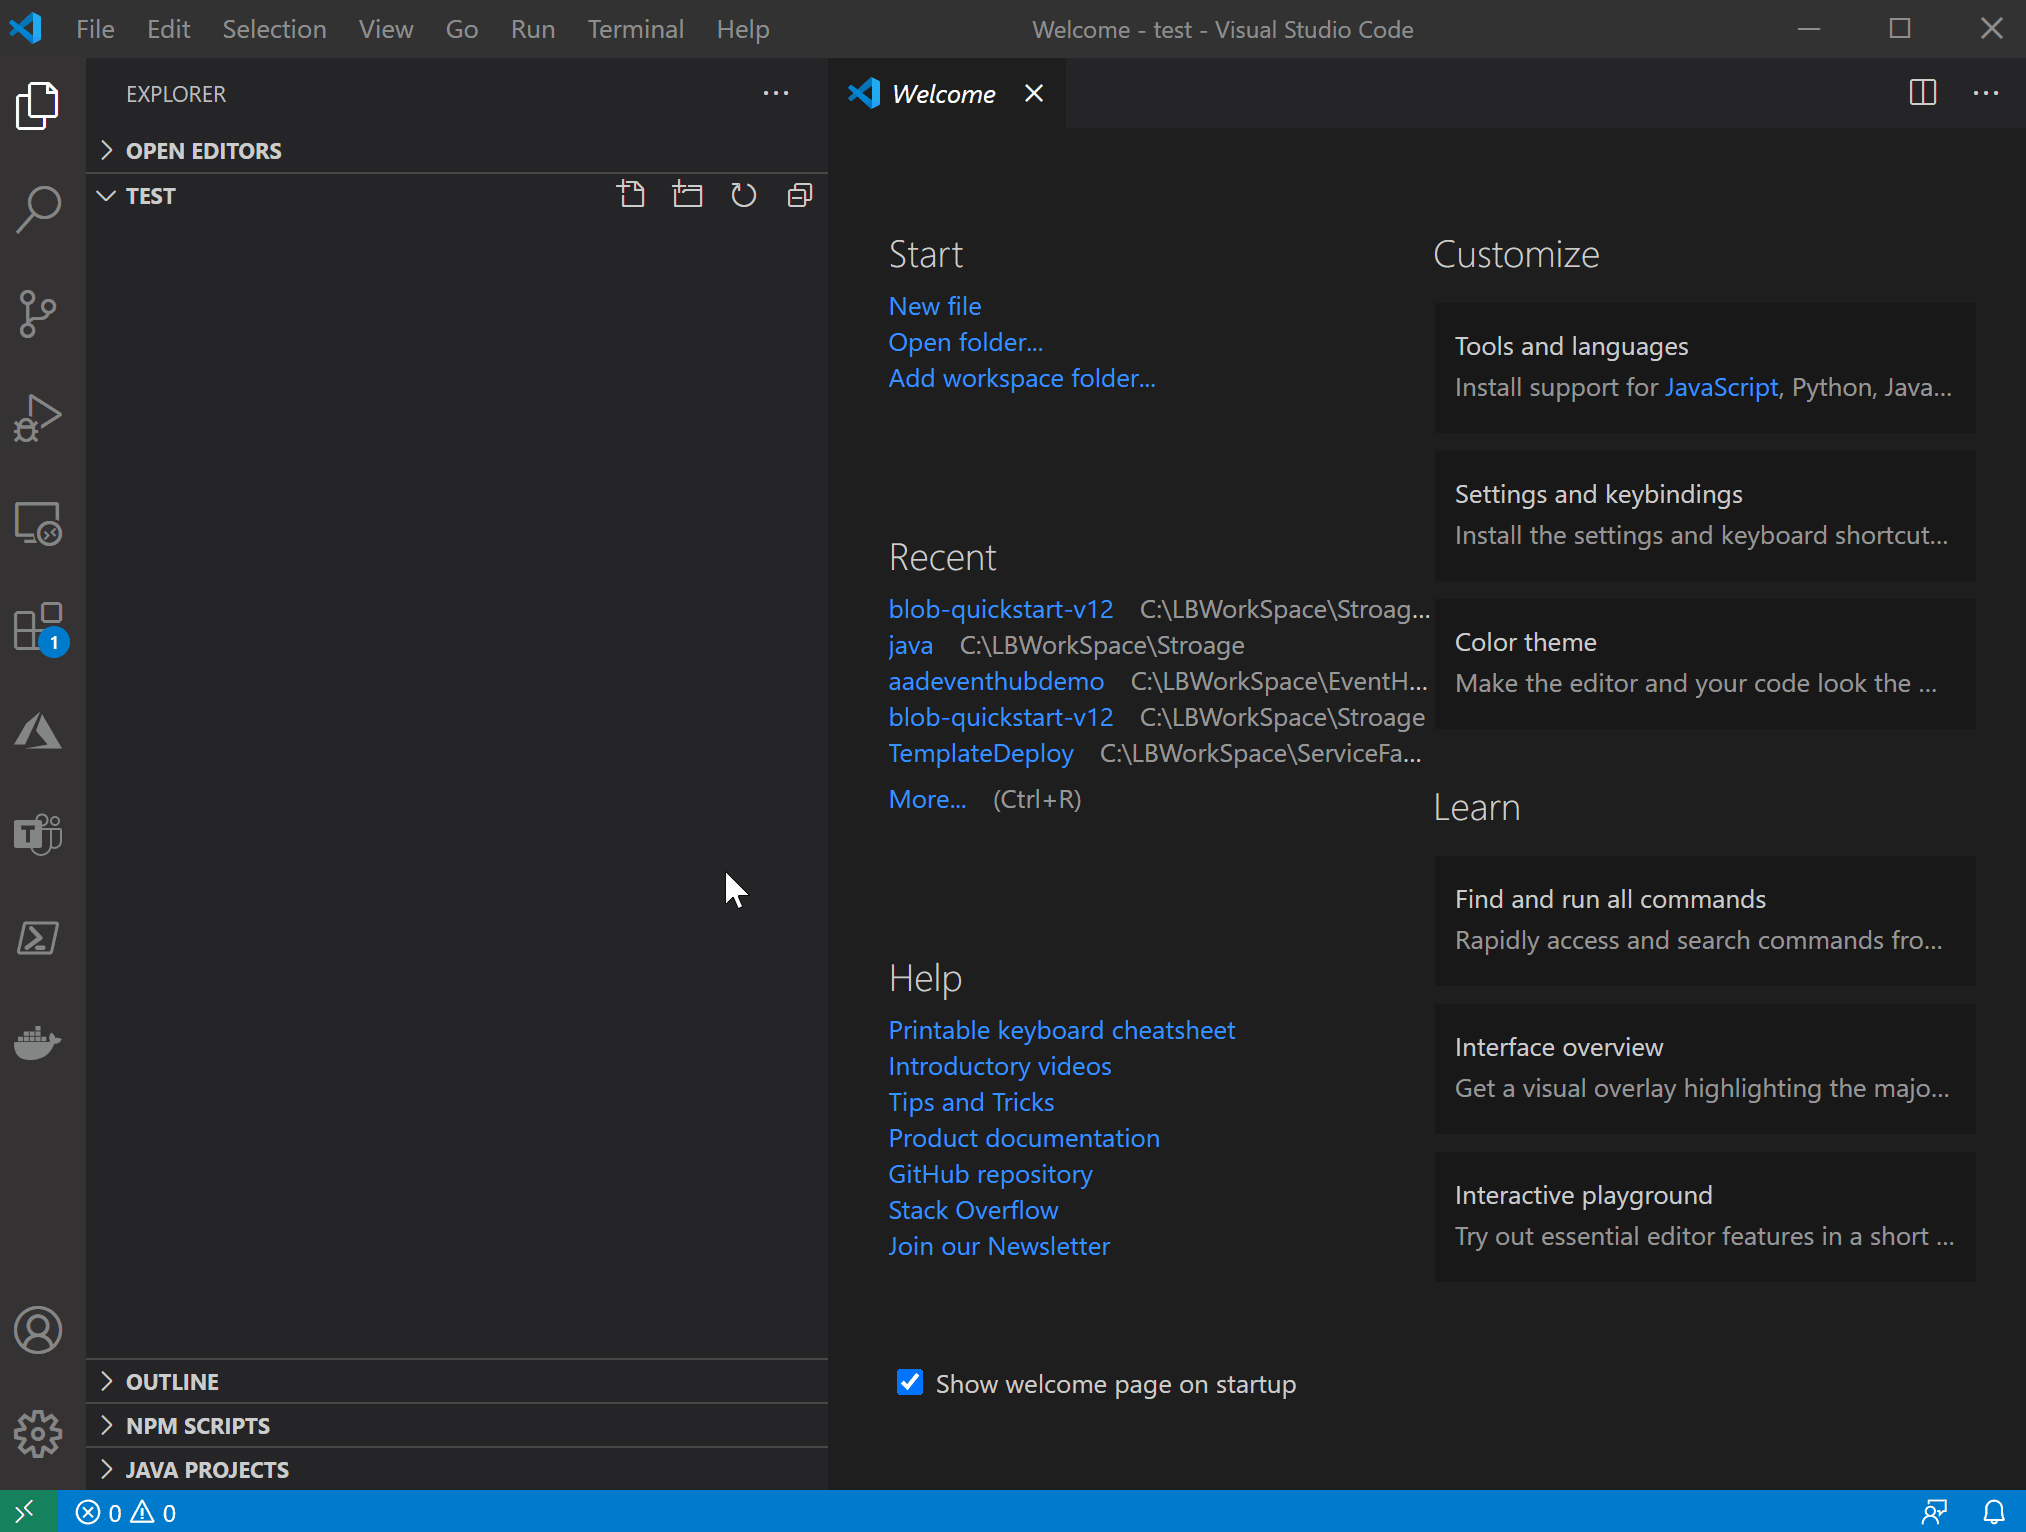 File Edit Selection View Go Run Terminal Help Welcome - test - Visual Studio Code
EXPLORER
OPEN EDITORS
TEST
1
OUTLINE
NPM SCRIPTS
JAVA PROJECTS
Welcome
Start
New file
Open folder...
Add workspace folder...
Recent
blob-quickstart-v12 C:\LBWorkSpace\Stroag...
java C:\LBWorkSpace\Stroage
aadeventhubdemo C:\LBWorkSpace\EventH...
blob-quickstart-v12 C:\LBWorkSpace\Stroage
TemplateDeploy C:\LBWorkSpace\ServiceFa...
More... (Ctrl+R)
Help
Printable keyboard cheatsheet
Introductory videos
Tips and Tricks
Product documentation
GitHub repository
Stack Overflow
Join our Newsletter
Show welcome page on startup
Customize
Tools and languages
Install support for JavaScript, Python, Java...
Settings and keybindings
Install the settings and keyboard shortcut...
Color theme
Make the editor and your code look the ...
Learn
Find and run all commands
Rapidly access and search commands fro...
Interface overview
Get a visual overlay highlighting the majo...
Interactive playground
Try out essential editor features in a short ...
0 0